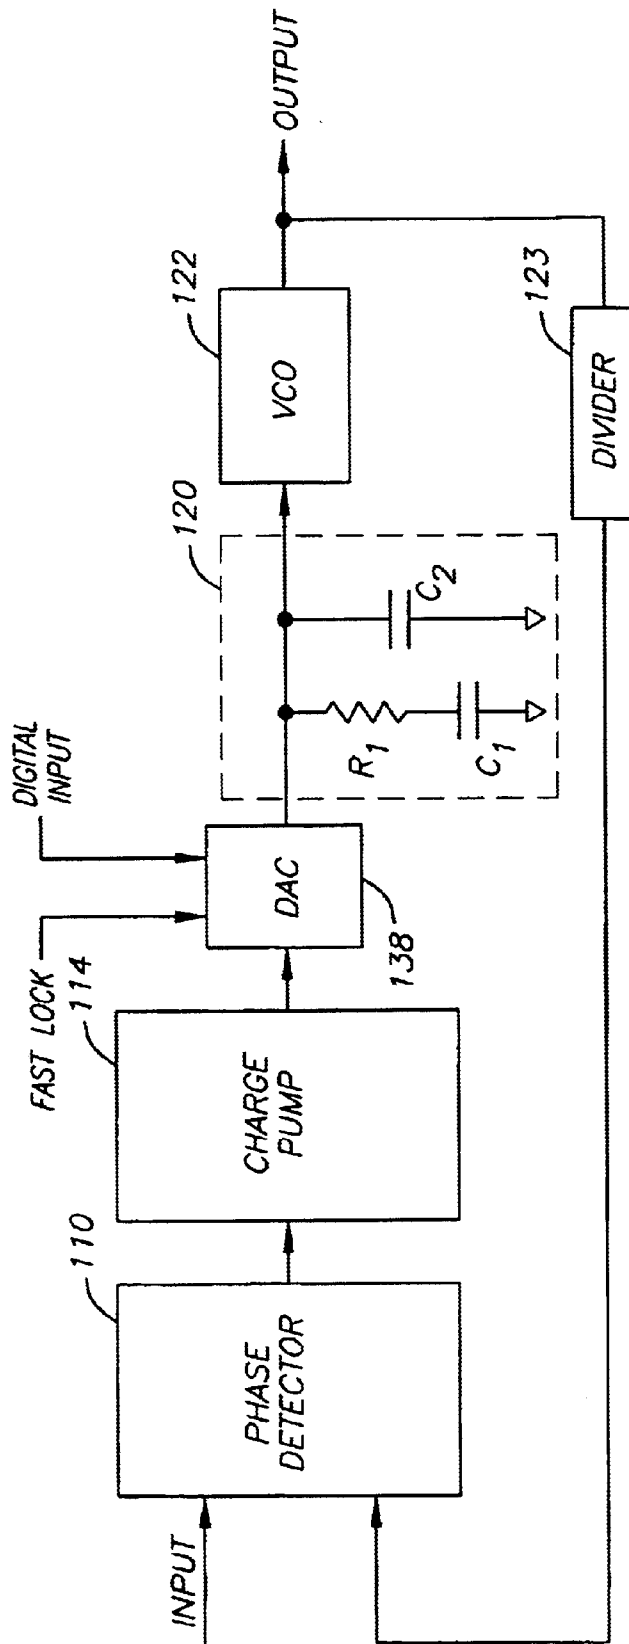 INPUT
PHASE
DETECTOR
110
CHARGE
PUMP
114
FAST LOCK
DIGITAL
INPUT
DAC
138
120
R1
C1
C2
VCO
122
OUTPUT
DIVIDER
123